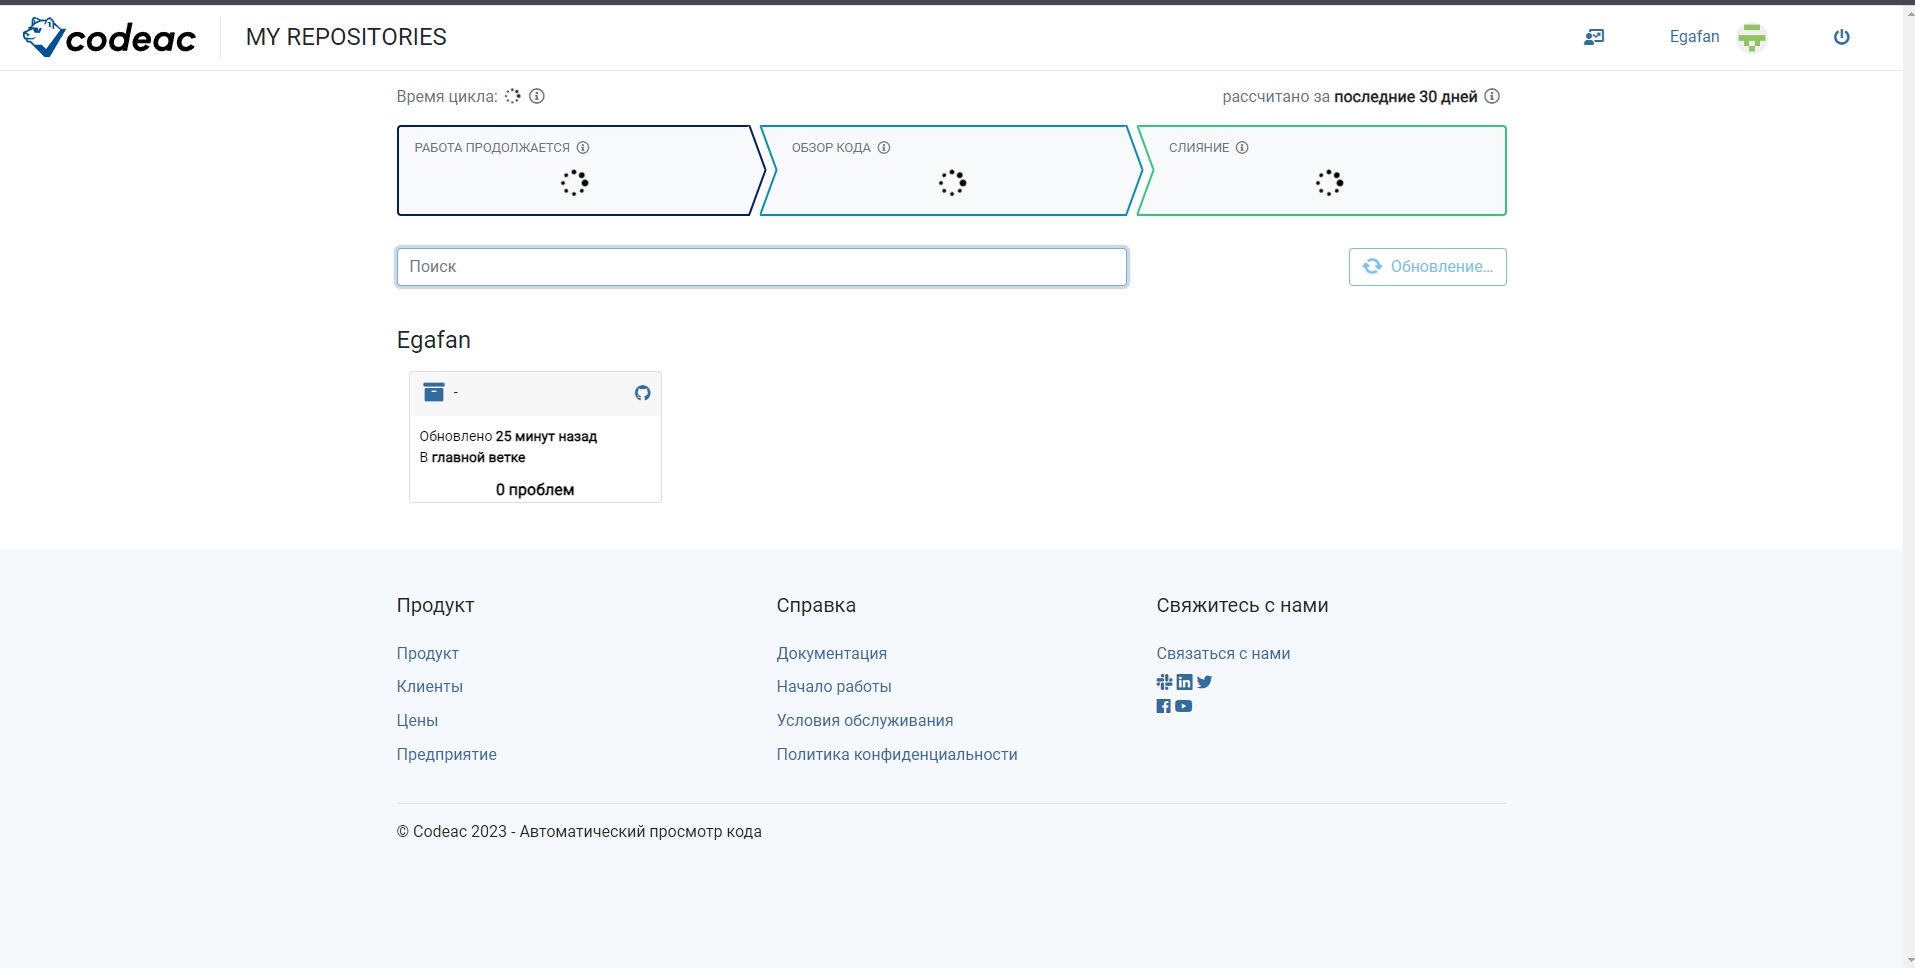 codeac
MY REPOSITORIES
Egafan
Время цикла:
рассчитано за последние 30 дней
РАБОТА ПРОДОЛЖАЕТСЯ
ОБЗОР КОДА
СЛИЯНИЕ
Поиск
Обновление...
Egafan
-
Обновлено 25 минут назад
В главной ветке
0 проблем
Продукт
Справка
Свяжитесь с нами
Продукт
Документация
Связаться с нами
Клиенты
Начало работы
Цены
Условия обслуживания
Предприятие
Политика конфиденциальности
© Codeac 2023 - Автоматический просмотр кода